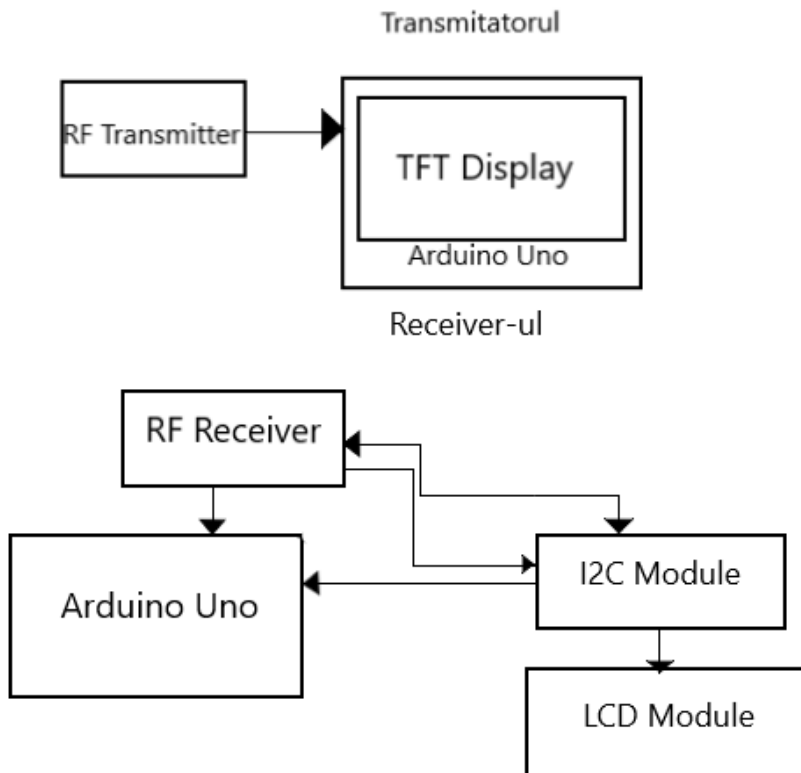 Transmitatorul
RF Transmitter
TFT Display
Arduino Uno
Receiver-ul
RF Receiver
Arduino Uno
I2C Module
LCD Module